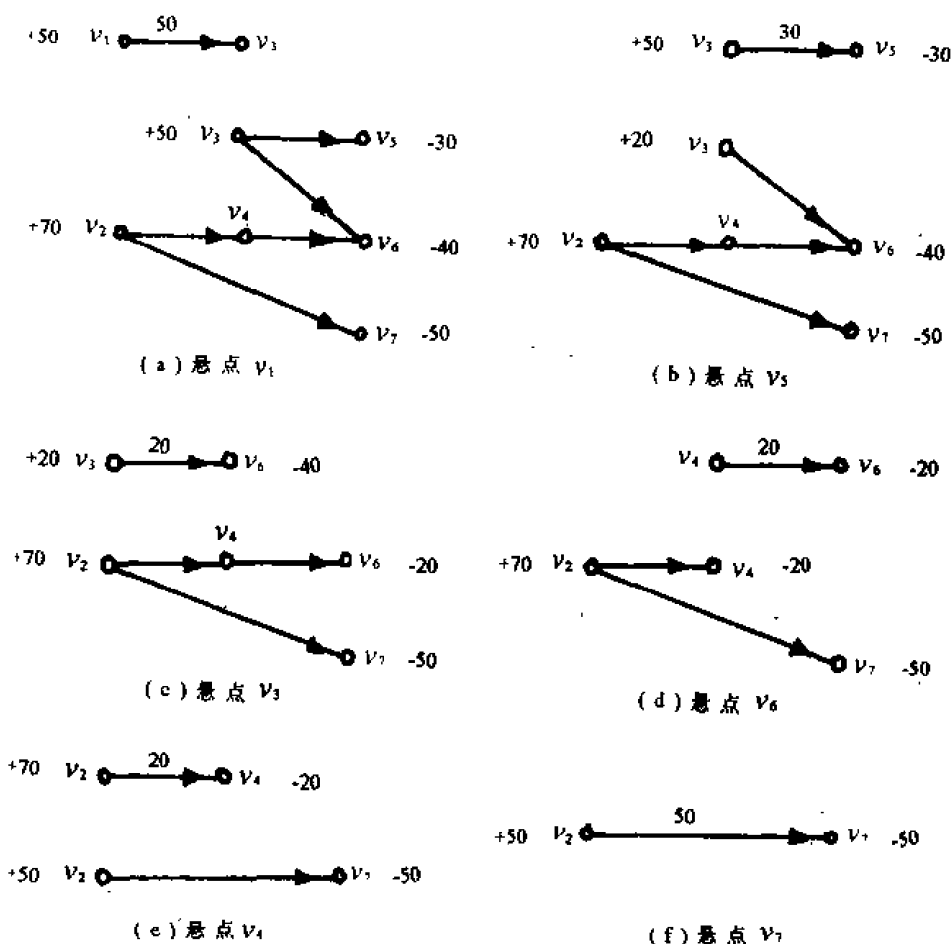 +50 v₁ 50 v₃
+50 v₃ v₅ -30
+70 v₂ v₄ v₆ -40
v₇ -50
(a) 悬点 v₁
+50 v₃ 30 v₅ -30
+20 v₃
+70 v₂ v₄ v₆ -40
v₇ -50
(b) 悬点 v₅
+20 v₃ 20 v₆ -40
+70 v₂ v₄ v₆ -20
v₇ -50
(c) 悬点 v₃
v₄ 20 v₆ -20
+70 v₂ v₄ -20
v₇ -50
(d) 悬点 v₆
+70 v₂ 20 v₄ -20
+50 v₂ v₇ -50
(e) 悬点 v₄
+50 v₂ 50 v₇ -50
(f) 悬点 v₇